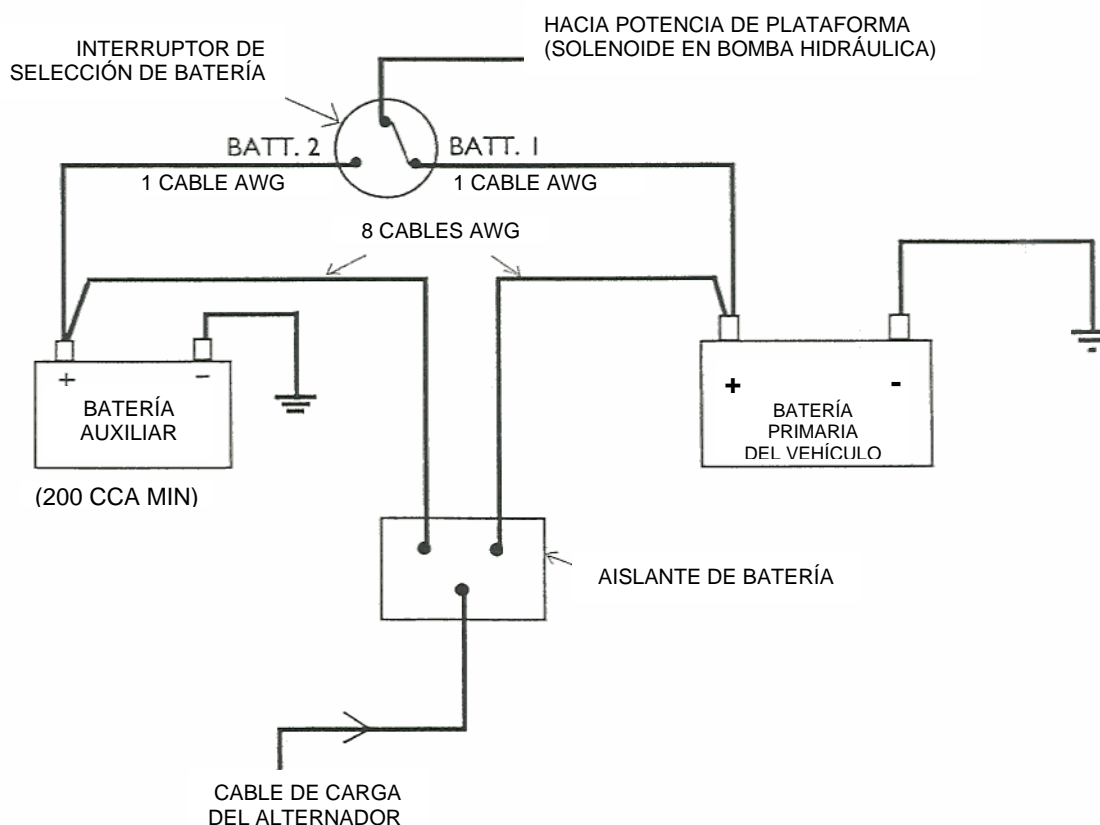 HACIA POTENCIA DE PLATAFORMA
(SOLENOIDE EN BOMBA HIDRÁULICA)
INTERRUPTOR DE
SELECCIÓN DE BATERÍA
BATT. 2
BATT. 1
1 CABLE AWG
1 CABLE AWG
8 CABLES AWG
+
–
BATERÍA
AUXILIAR
(200 CCA MIN)
+
-
BATERÍA
PRIMARIA
DEL VEHÍCULO
AISLANTE DE BATERÍA
CABLE DE CARGA
DEL ALTERNADOR